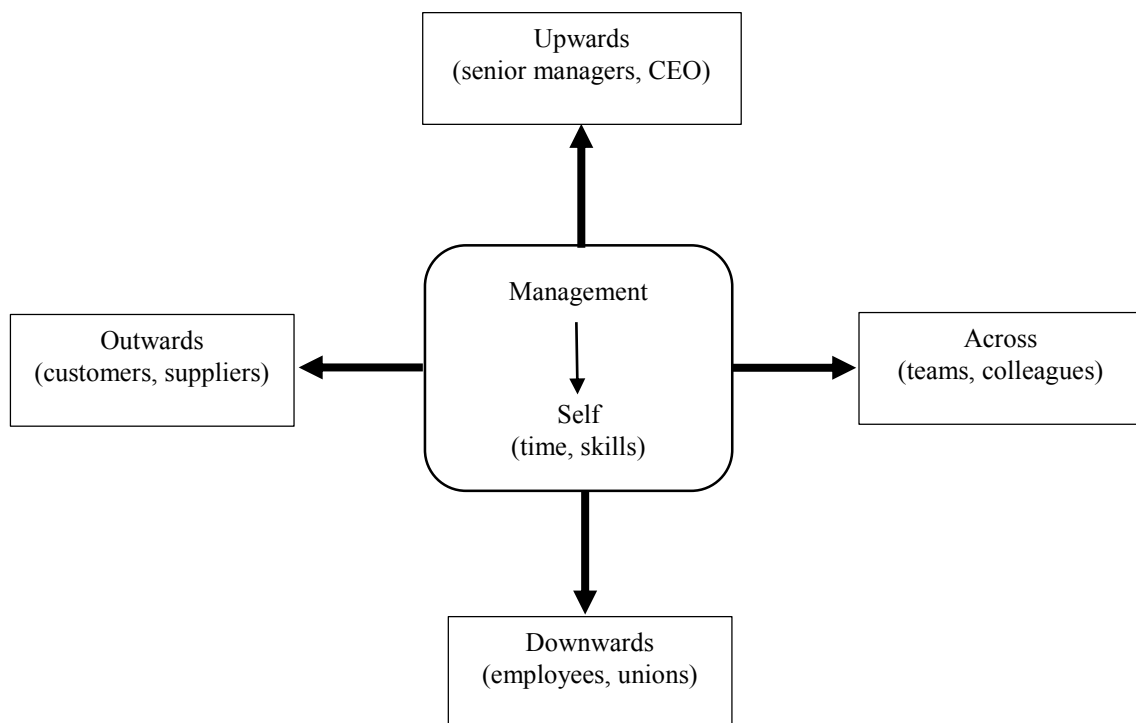 Upwards
(senior managers, CEO)
Management
Outwards
(customers, suppliers)
Across
(teams, colleagues)
Self
(time, skills)
Downwards
(employees, unions)